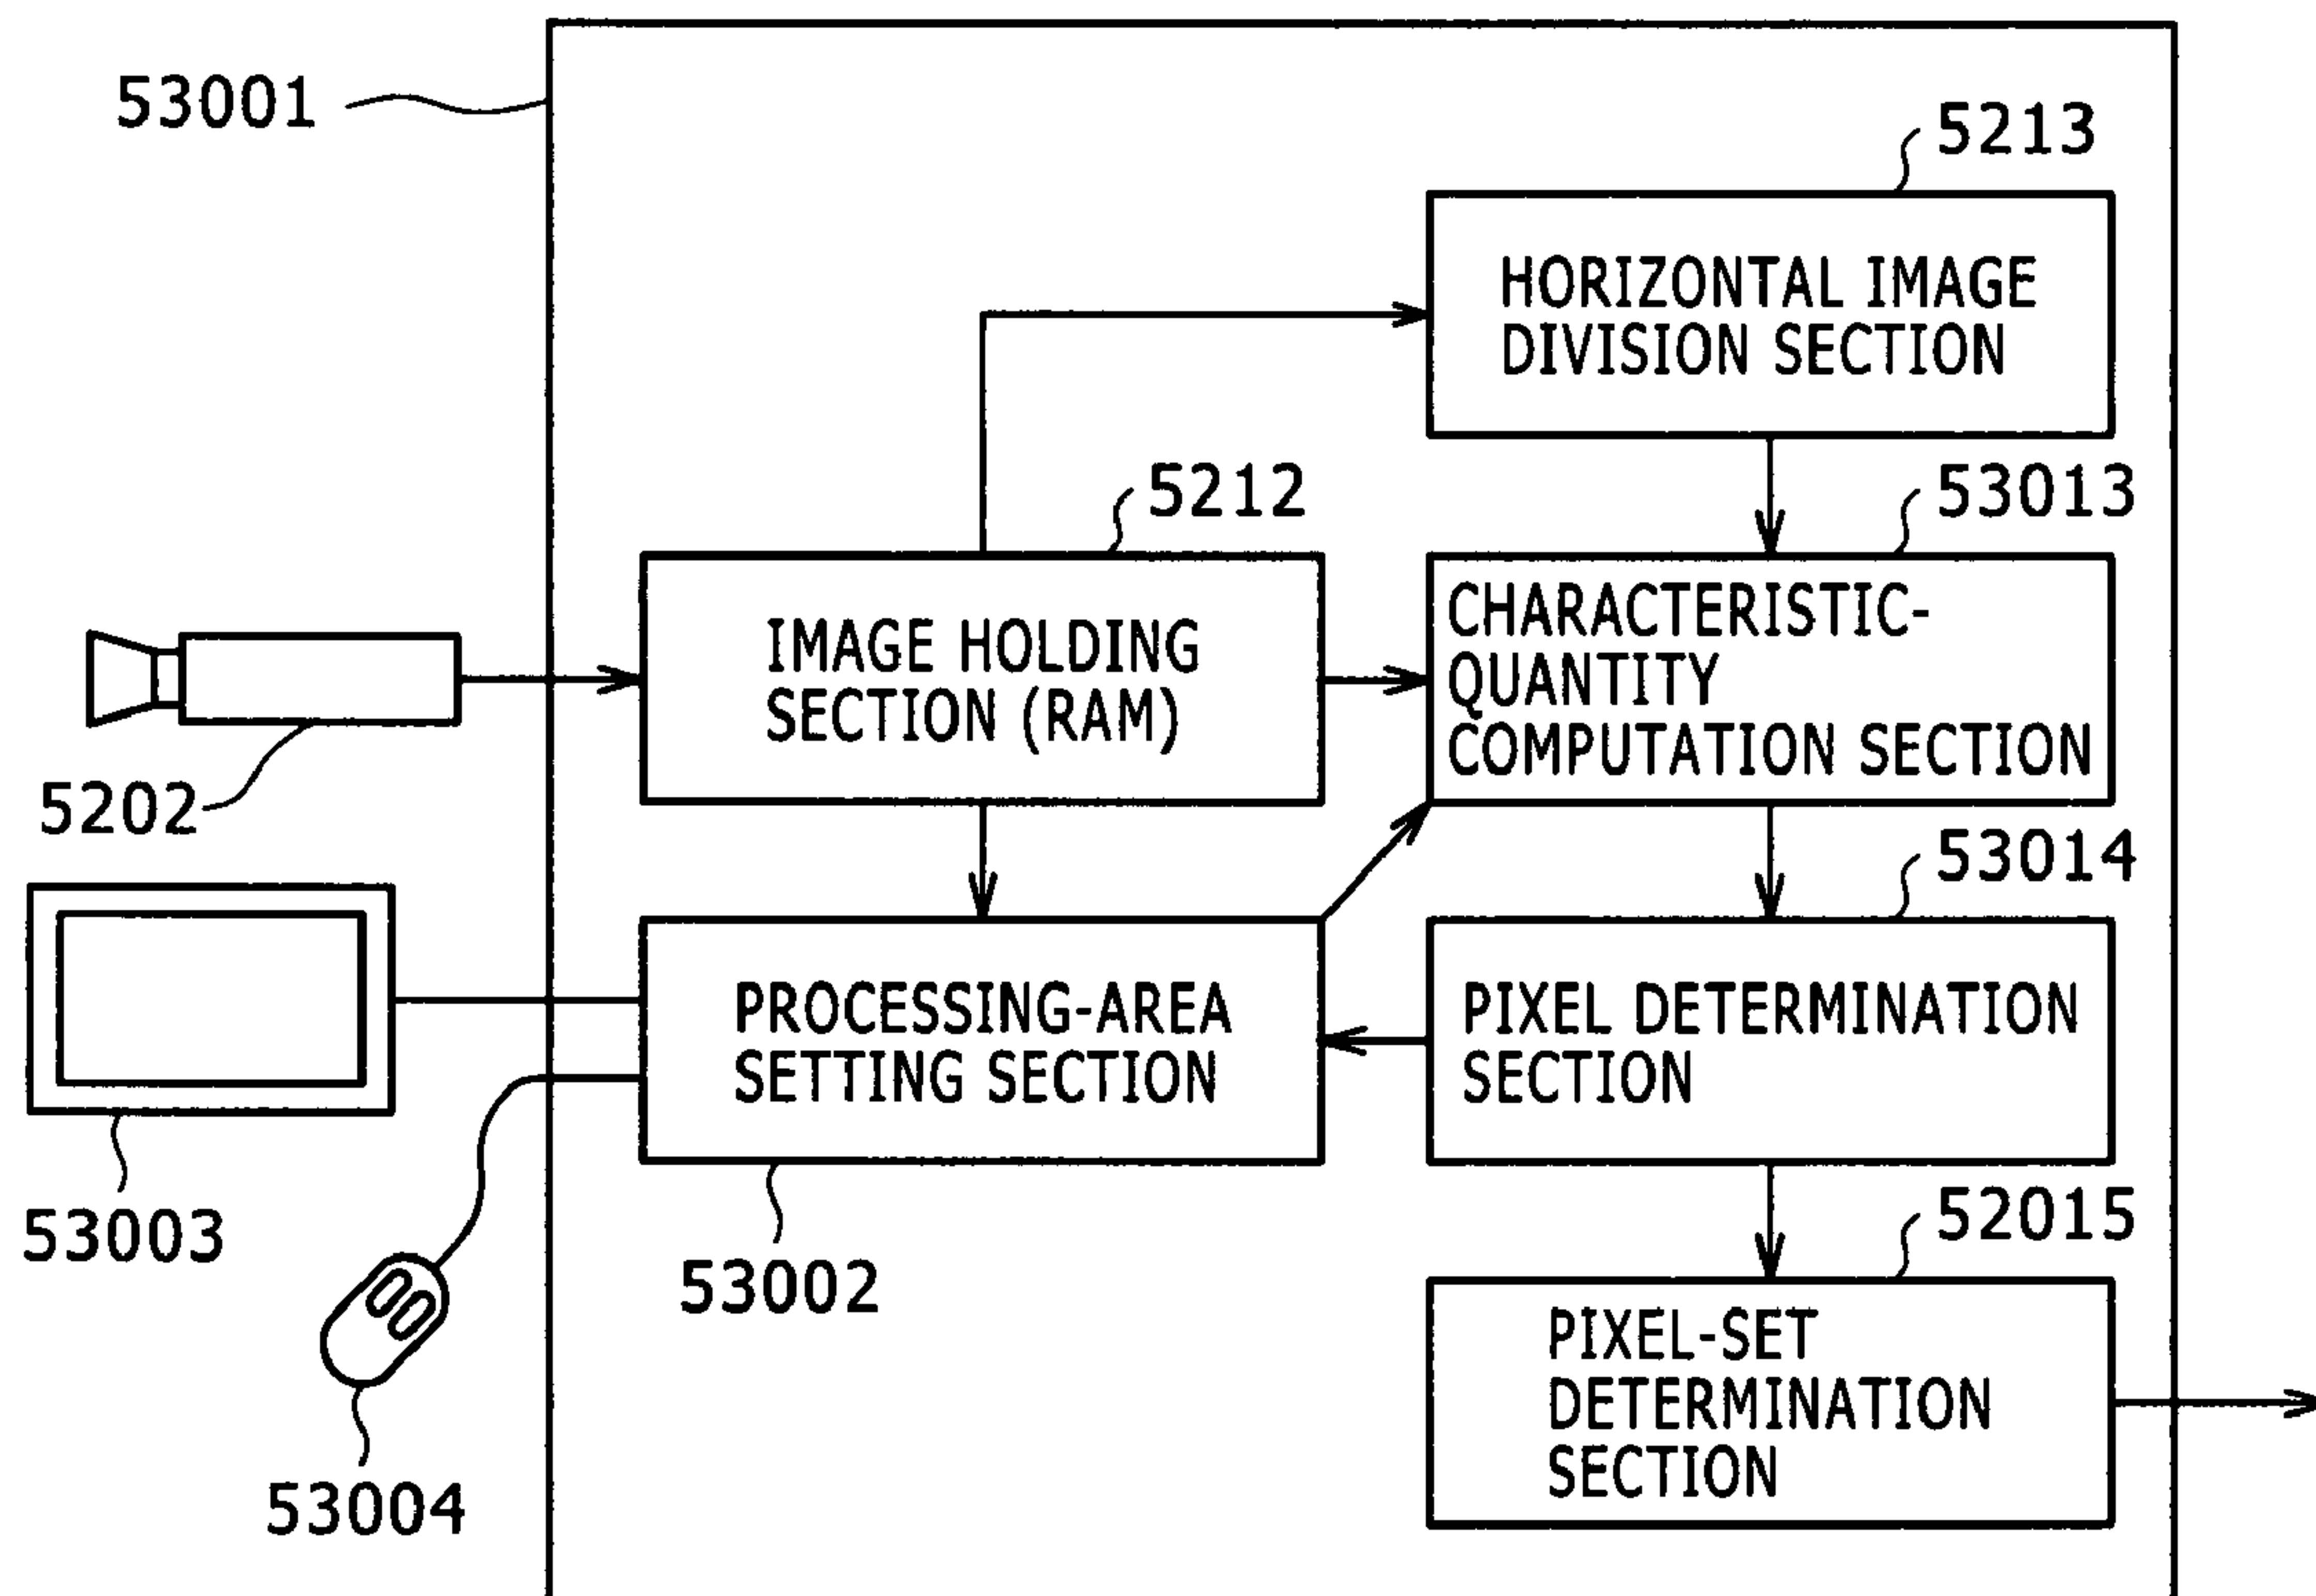 53001
5213
HORIZONTAL IMAGE
DIVISION SECTION
5212
53013
IMAGE HOLDING
SECTION (RAM)
CHARACTERISTIC-
QUANTITY
COMPUTATION SECTION
5202
53014
PROCESSING-AREA
SETTING SECTION
PIXEL DETERMINATION
SECTION
53003
53002
52015
PIXEL-SET
DETERMINATION
SECTION
53004